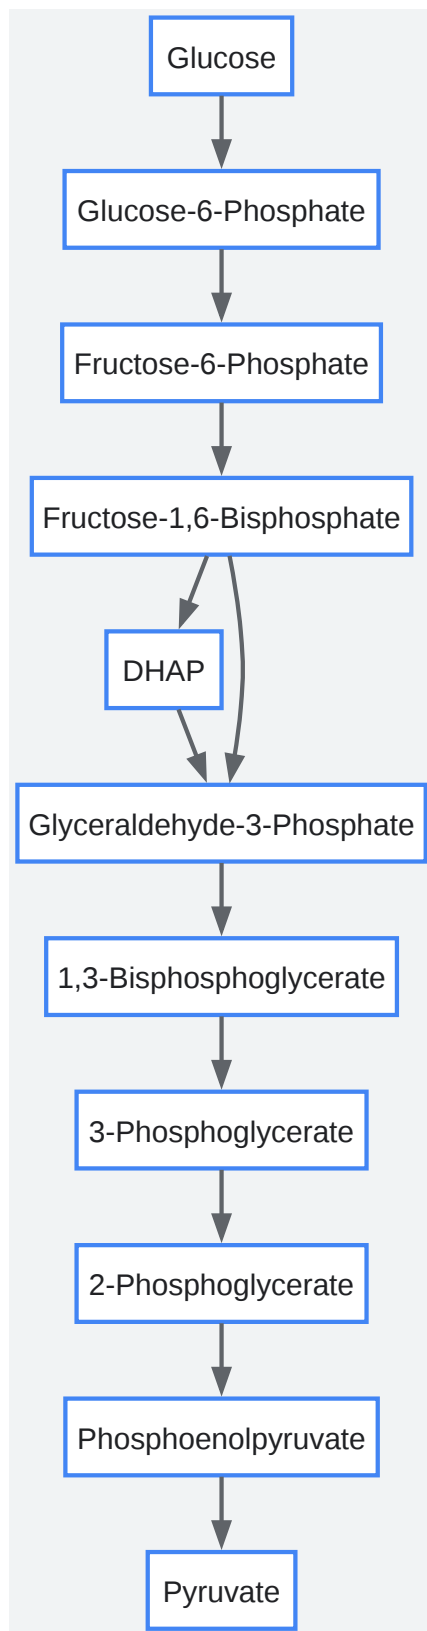 Glucose
Glucose-6-Phosphate
Fructose-6-Phosphate
Fructose-1,6-Bisphosphate
DHAP
Glyceraldehyde-3-Phosphate
1,3-Bisphosphoglycerate
3-Phosphoglycerate
2-Phosphoglycerate
Phosphoenolpyruvate
Pyruvate